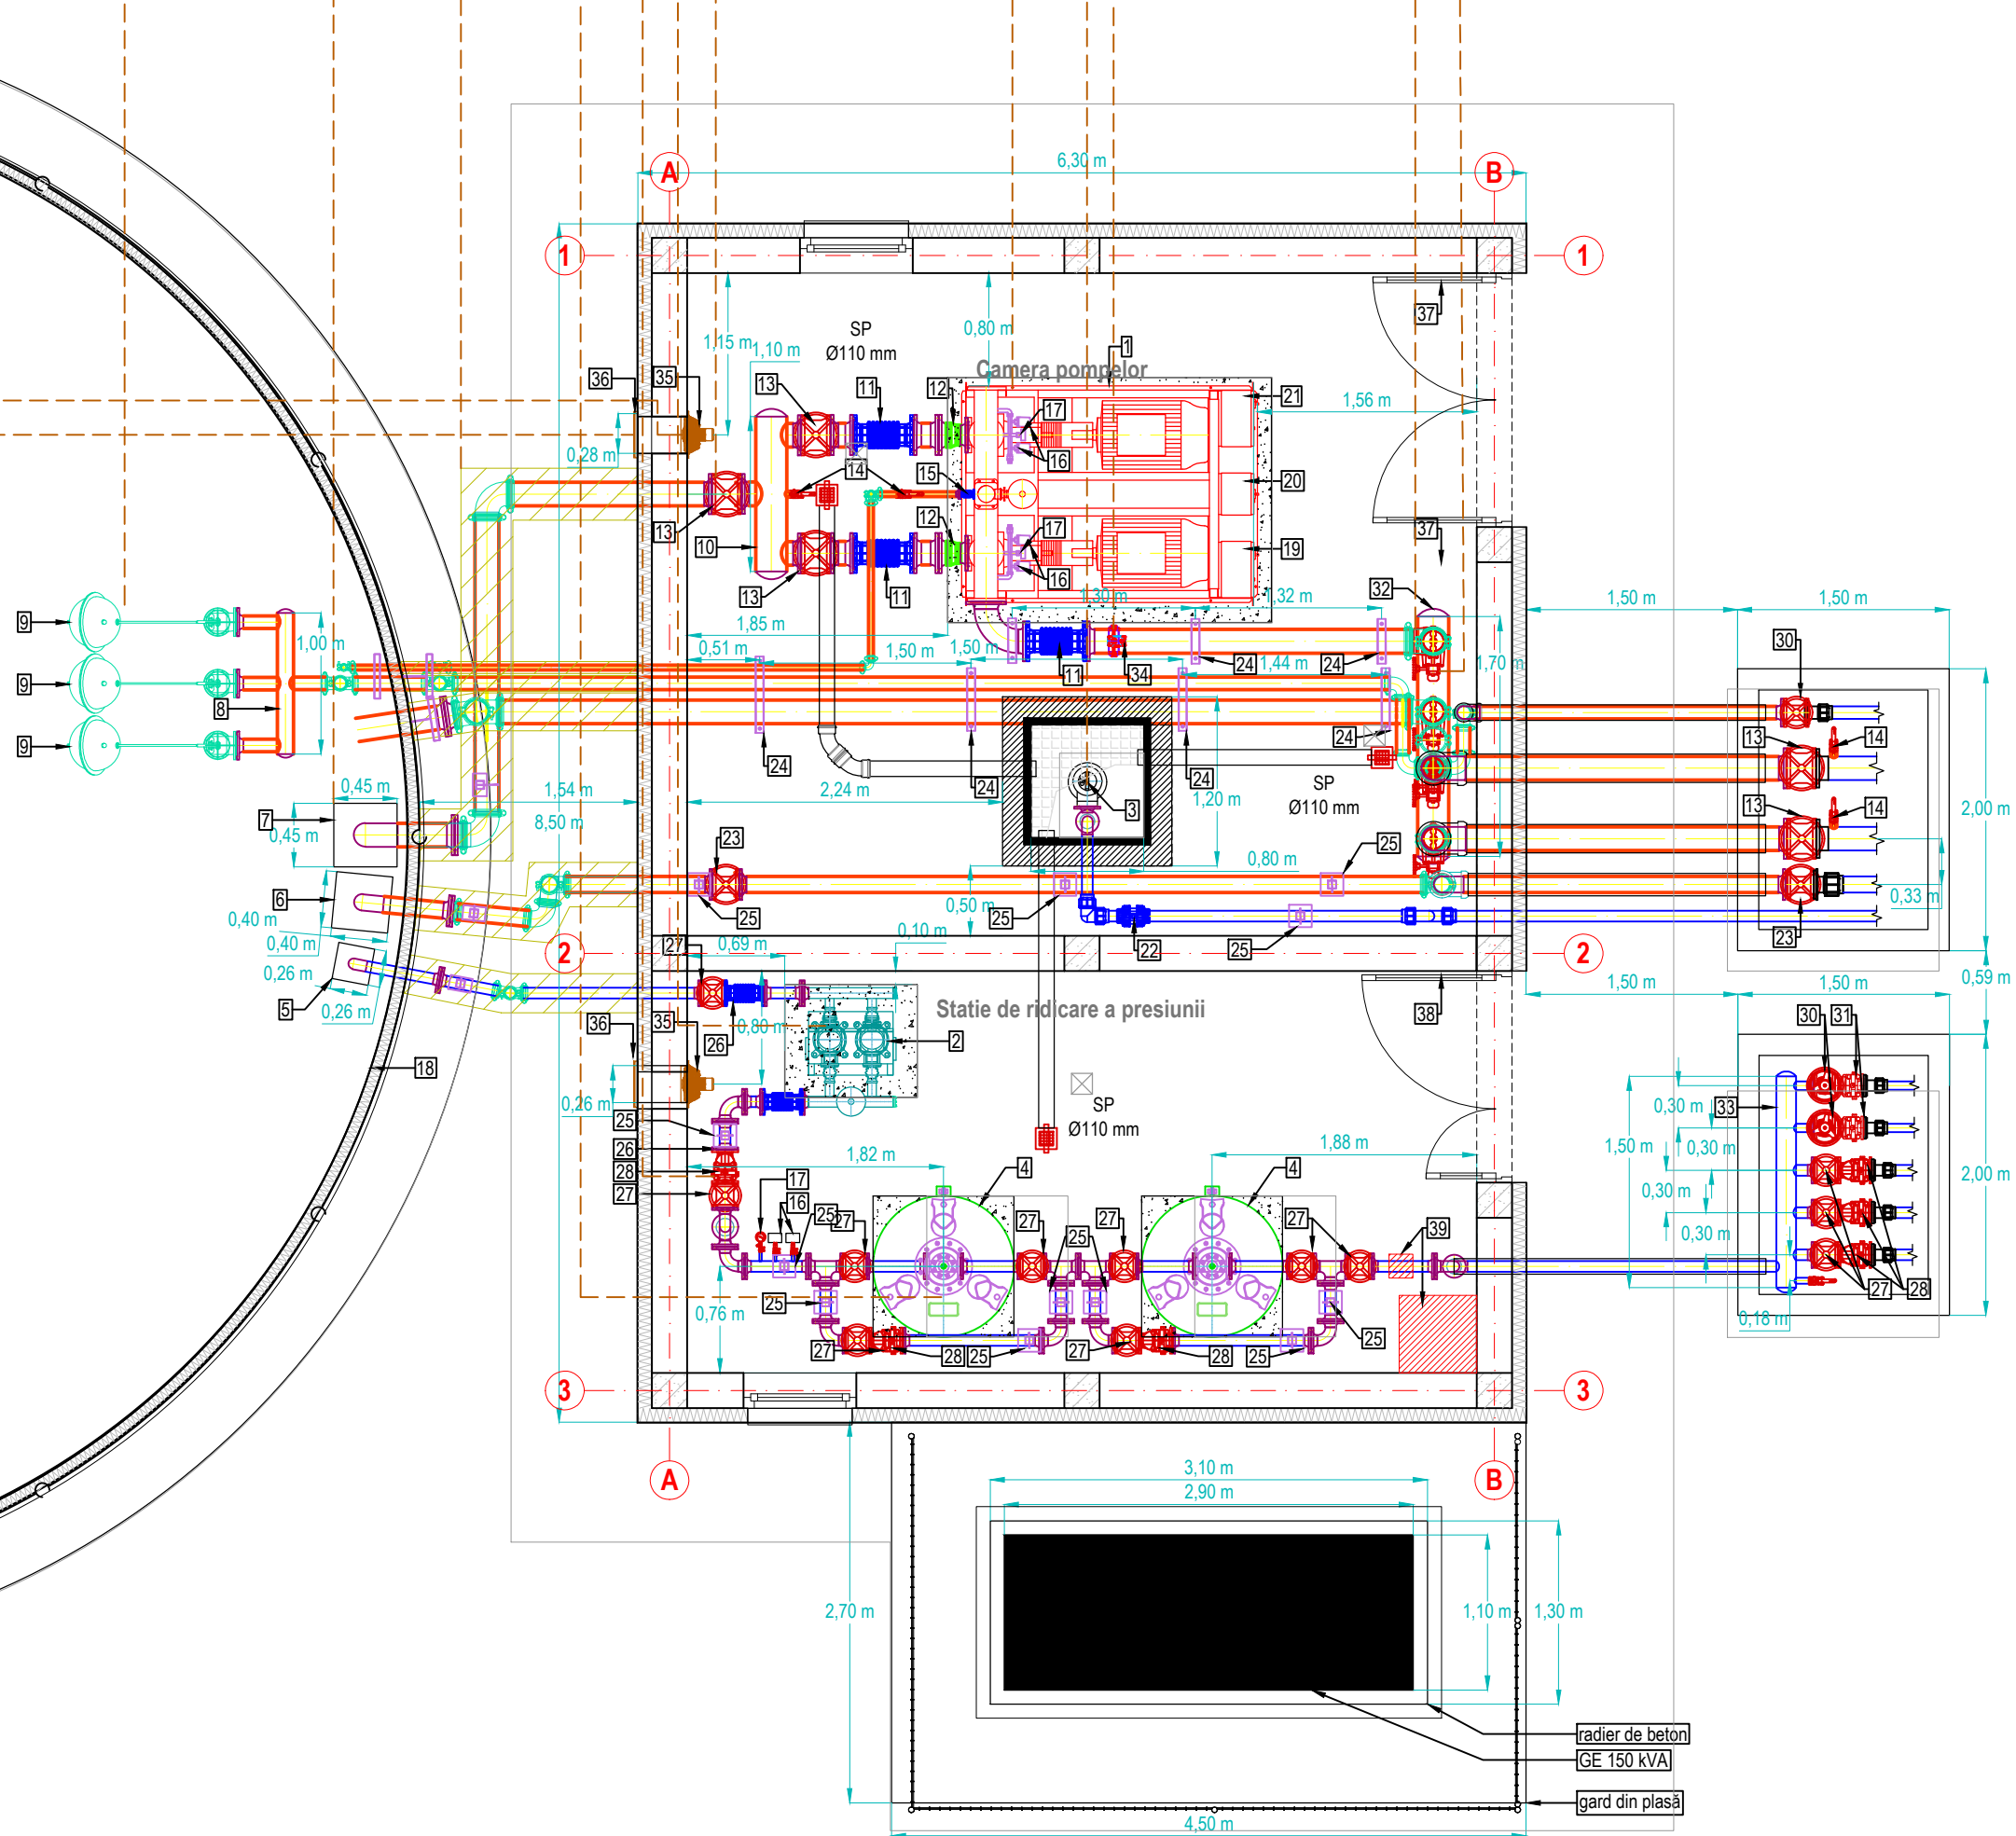 A
6,30 m
B
1
1
37
SP
Ø110 mm
0,80 m
1,15 m
1,10 m
1
Camera pompelor
36
35
13
11
12
17
21
1,56 m
0,28 m
16
14
15
20
13
12
17
37
10
19
13
11
16
32
1,30 m
1,32 m
1,50 m
1,50 m
9
1,00 m
1,85 m
0,51 m
1,50 m
1,50 m
11
34
24
1,44 m
24
1,70 m
30
9
8
13
14
24
24
24
24
9
0,45 m
1,54 m
2,24 m
3
1,20 m
SP
Ø110 mm
13
14
2,00 m
7
0,45 m
8,50 m
23
0,80 m
25
6
0,40 m
0,40 m
25
0,50 m
25
22
25
0,33 m
23
27
0,69 m
0,10 m
2
2
0,26 m
1,50 m
1,50 m
0,59 m
5
0,26 m
Statie de ridicare a presiunii
38
36
35
0,80 m
26
2
30
31
18
0,26 m
SP
Ø110 mm
33
0,30 m
25
26
1,82 m
4
1,88 m
4
1,50 m
0,30 m
28
27
17
16
2,00 m
0,30 m
25
27
27
25
27
27
39
0,30 m
25
0,76 m
25
27
28
0,18 m
27
28
25
27
28
25
3
3
A
B
3,10 m
2,90 m
2,70 m
1,10 m
1,30 m
radier de beton
GE 150 kVA
gard din plasă
4,50 m